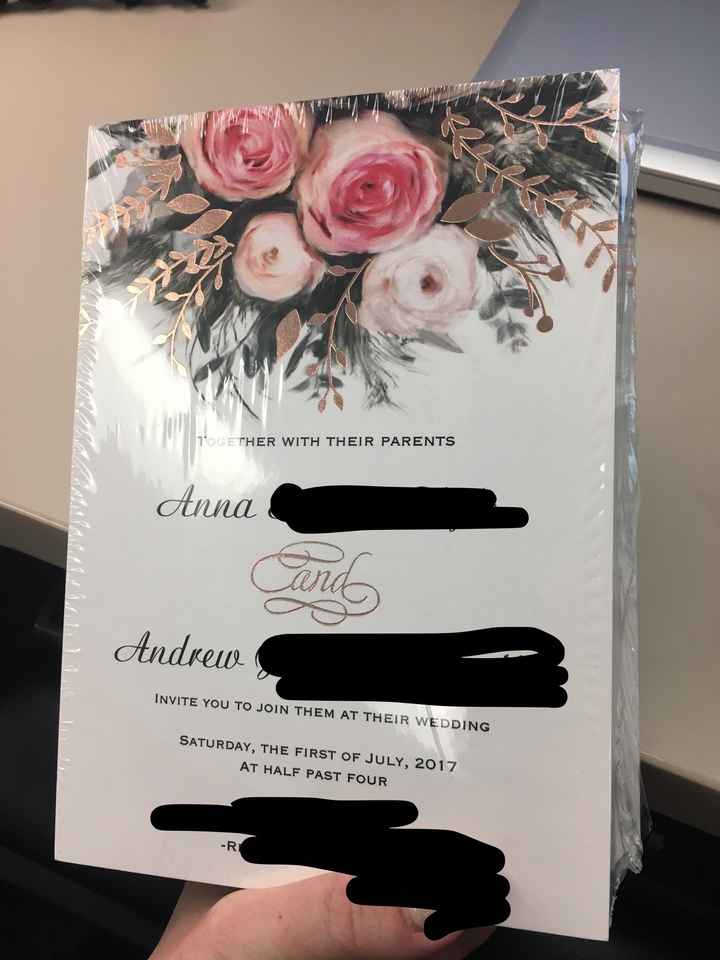 Together with their parents
Anna
and
Andrew
Invite you to join them at their wedding
Saturday, the first of July, 2017
At half past four